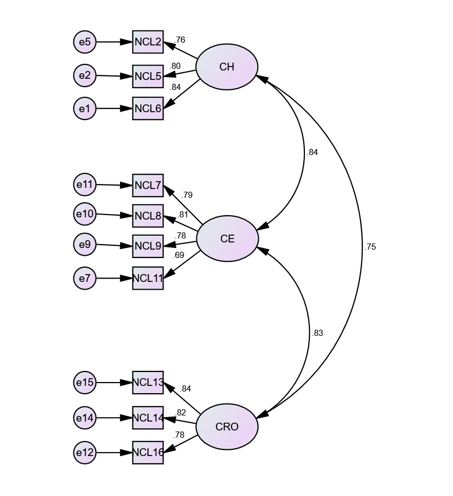 e5 NCL2 .76
e2 NCL5 .80 CH
e1 NCL6 .84
.84
e11 NCL7 .79
e10 NCL8 .81
e9 NCL9 .78 CE
e7 NCL11 .69
.75
.83
e15 NCL13 .84
e14 NCL14 .82 CRO
e12 NCL16 .78